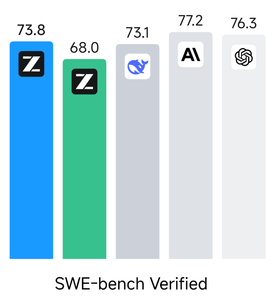 73.8
68.0
73.1
77.2
76.3
Z
Z
A\
SWE-bench Verified